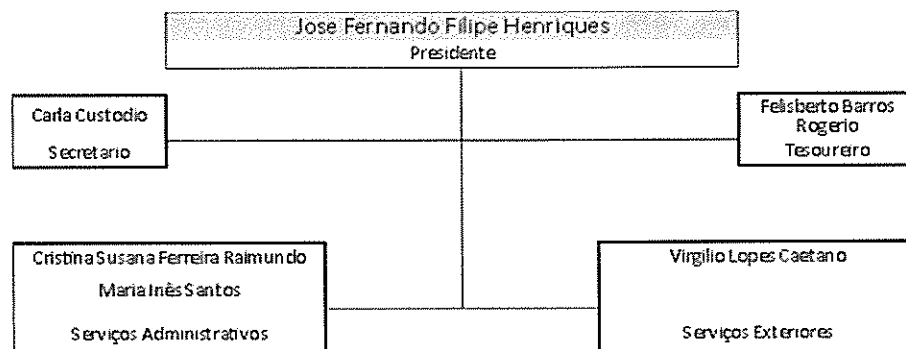 Jose Fernando Filipe Henriques
Presidente
Carla Custodio
Secretario
Felisberto Barros
Rogerio
Tesoureiro
Cristina Susana Ferreira Raimundo
Maria Inês Santos
Serviços Administrativos
Virgilio Lopes Caetano
Serviços Exteriores